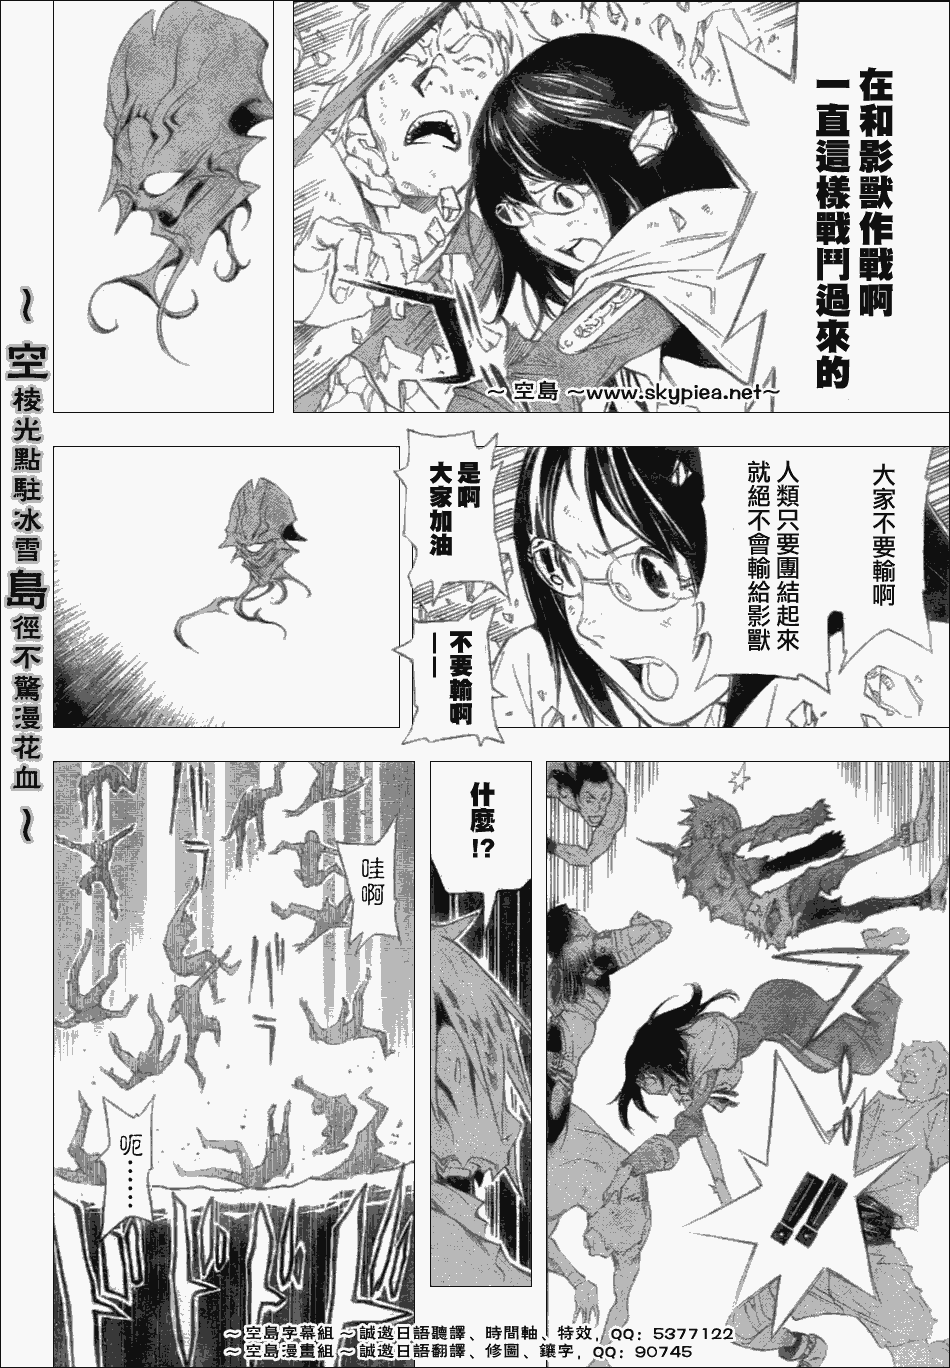 在和影獸作戰啊
一直這樣戰鬥過來的
～ 空島 ～www.skypiea.net～
大家不要輸啊
人類只要團結起來
就絕不會輸給影獸
是啊
大家加油
不要輸啊
——
!!
什麼!?
哇啊
呃……
～空棱光點駐冰雪島徑不驚漫花血～
～空島字幕組～誠邀日語聽譯、時間軸、特效，QQ：5377122
～空島漫畫組～誠邀日語翻譯、修圖、鑲字，QQ：90745